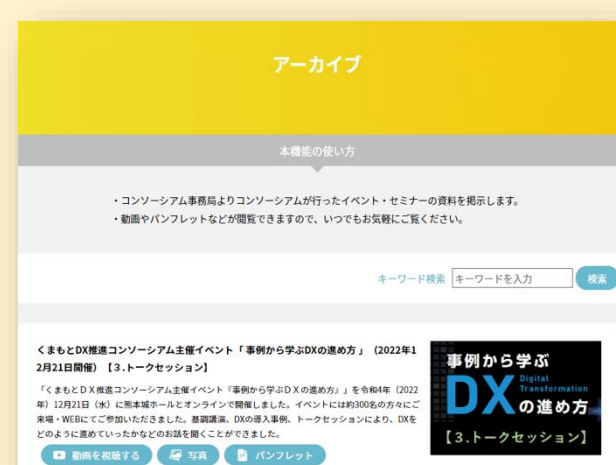 アーカイブ
本機能の使い方
・コンソーシアム事務局よりコンソーシアムが行ったイベント・セミナーの資料を掲示します。
・動画やパンフレットなどが閲覧できますので、いつでもお気軽にご覧ください。
キーワード検索 キーワードを入力 検索
くまもとDX推進コンソーシアム主催イベント「 事例から学ぶDXの進め方 」（2022年1
2月21日開催）【３.トークセッション】
「くまもとＤＸ推進コンソーシアム主催イベント『事例から学ぶＤＸの進め方』」を令和4年（2022
年）12月21日（水）に熊本城ホールとオンラインで開催しました。イベントには約300名の方々にご
来場・WEBにてご参加いただきました。基調講演、DXの導入事例、トークセッションにより、DXを
どのように進めていったかなどのお話を聞くことができました。
動画を視聴する 写真 パンフレット
事例から学ぶ
DX Digital
Transformation
の進め方
【３.トークセッション】